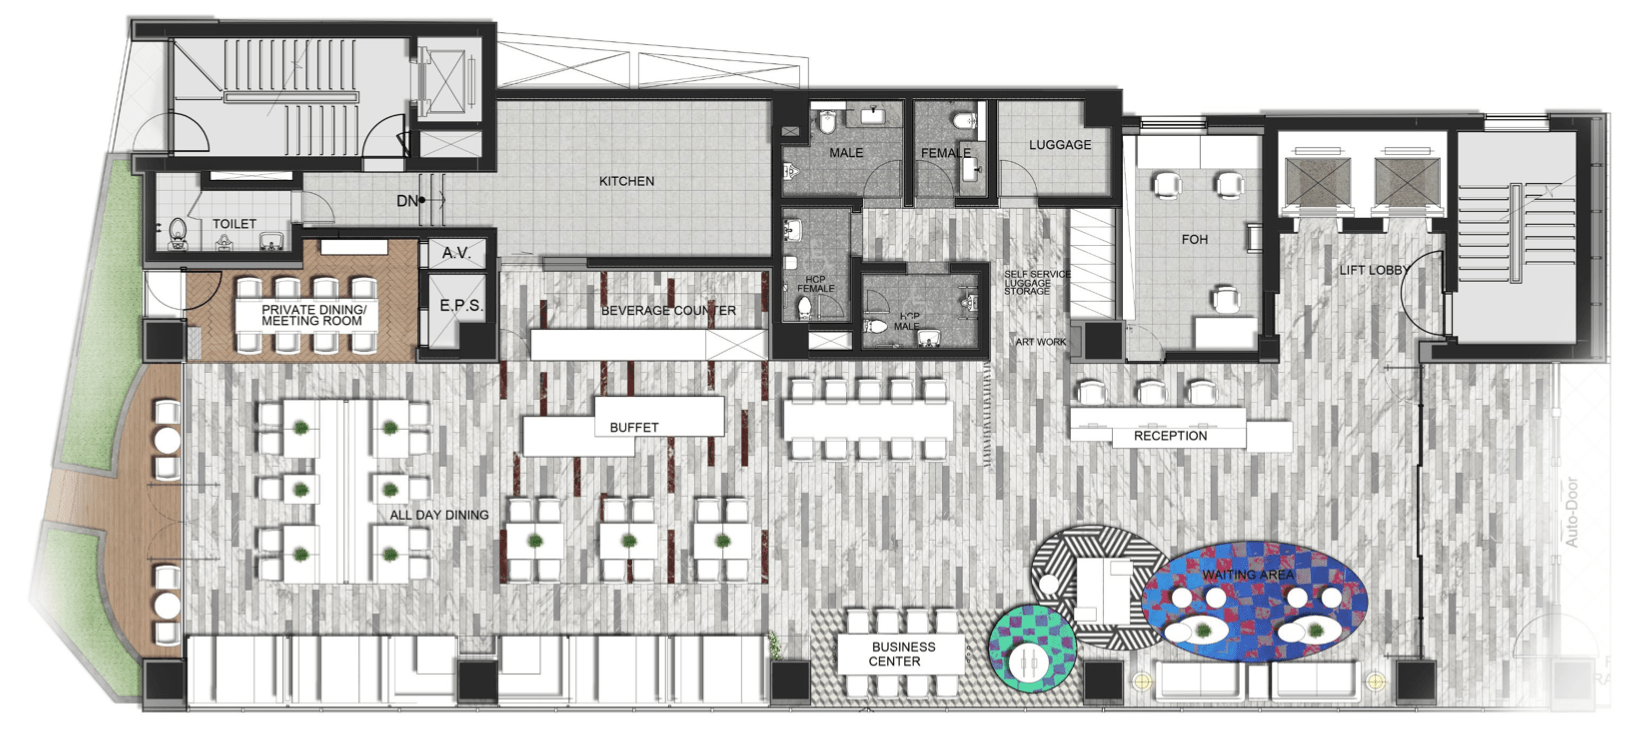 MALE
FEMALE
LUGGAGE
KITCHEN
DN
TOILET
FOH
A.V.
LIFT LOBBY
SELF SERVICE
LUGGAGE
STORAGE
HCP
FEMALE
E.P.S.
PRIVATE DINING/
MEETING ROOM
BEVERAGE COUNTER
HCP
MALE
ART WORK
BUFFET
RECEPTION
ALL DAY DINING
Auto-Door
WAITING AREA
BUSINESS
CENTER